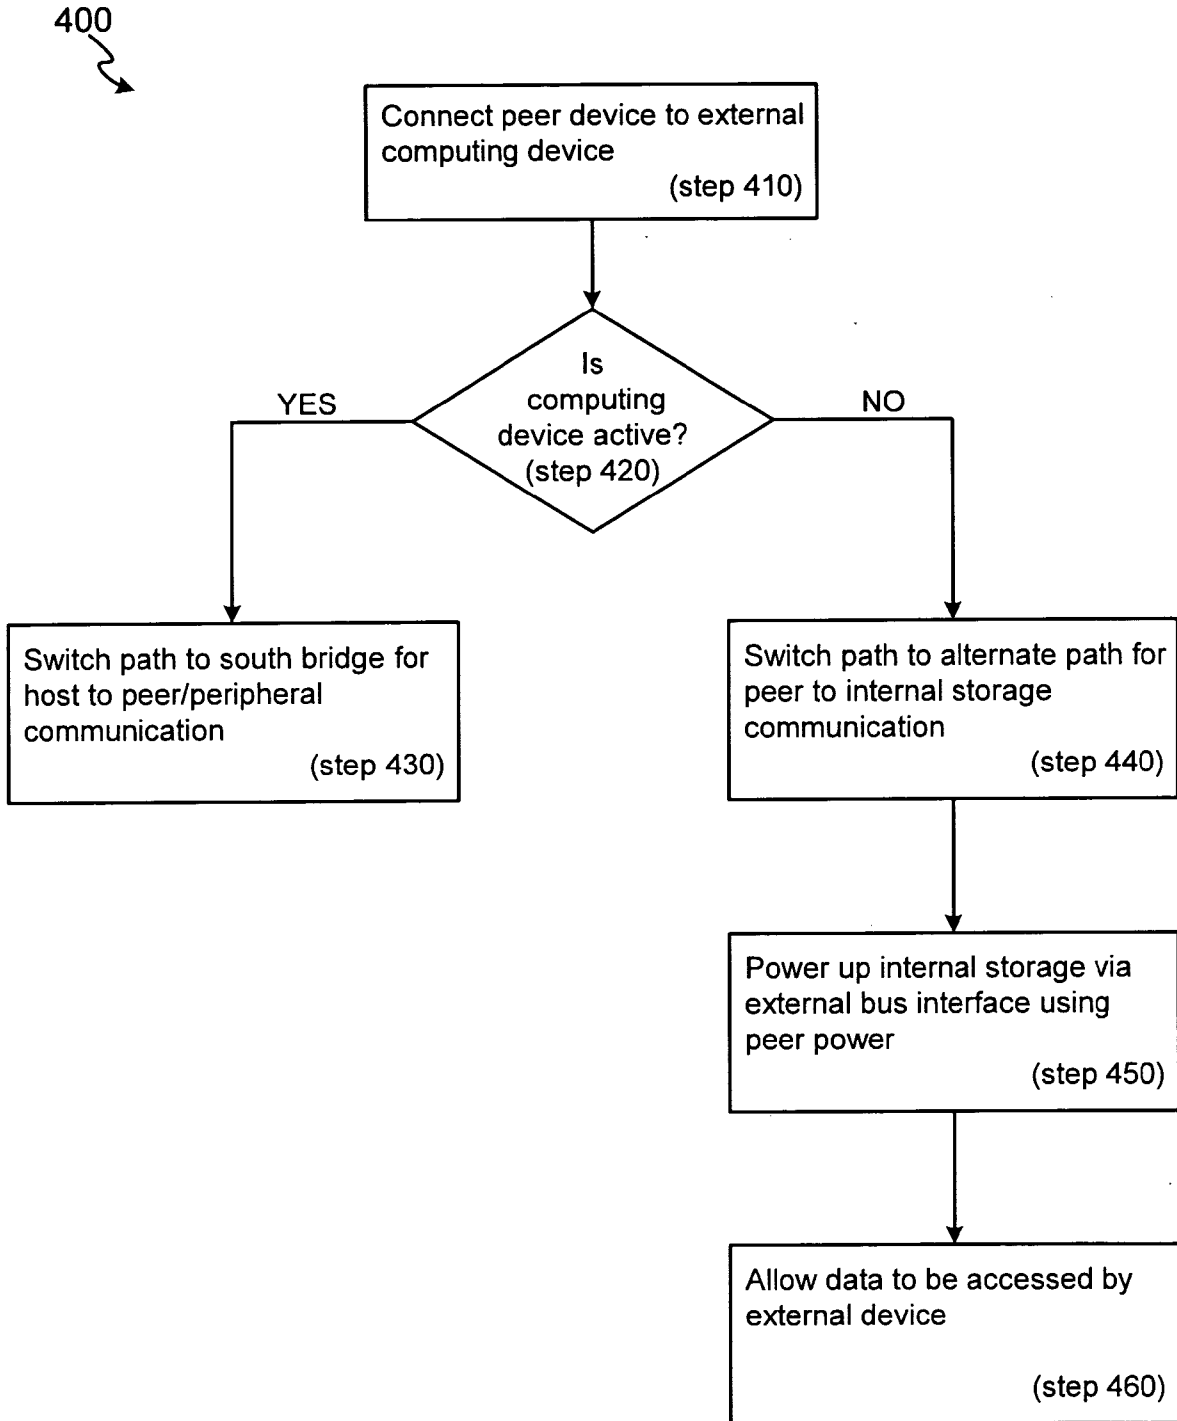 400
Connect peer device to external
computing device
(step 410)
Is
computing
device active?
(step 420)
YES
NO
Switch path to south bridge for
host to peer/peripheral
communication
(step 430)
Switch path to alternate path for
peer to internal storage
communication
(step 440)
Power up internal storage via
external bus interface using
peer power
(step 450)
Allow data to be accessed by
external device
(step 460)